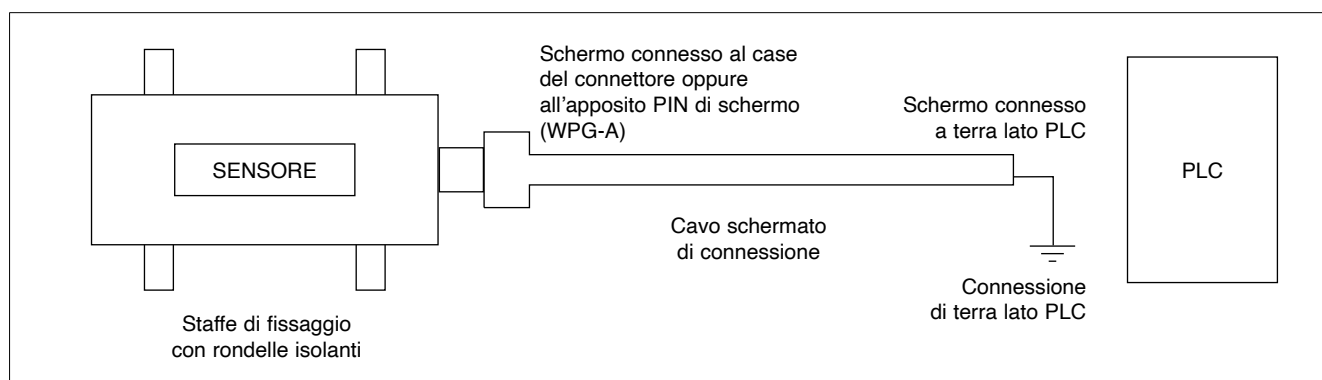 Schermo connesso al case
del connettore oppure
all'apposito PIN di schermo
(WPG-A)
Schermo connesso
a terra lato PLC
SENSORE
PLC
Cavo schermato
di connessione
Connessione
di terra lato PLC
Staffe di fissaggio
con rondelle isolanti